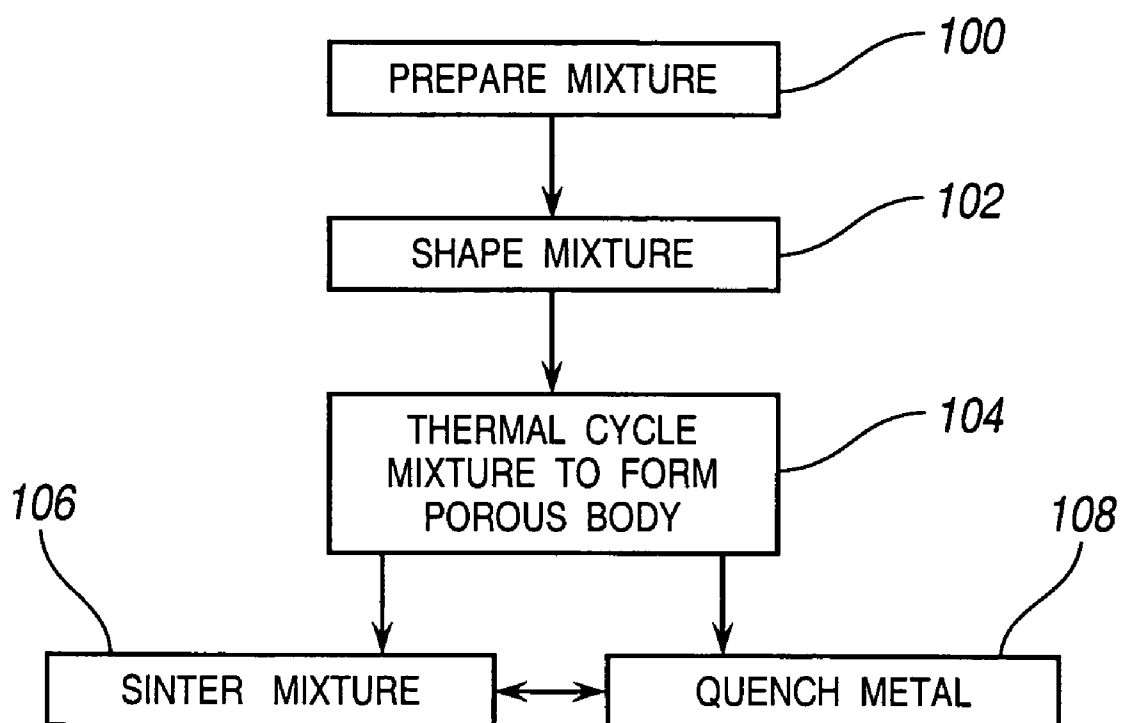 100
PREPARE MIXTURE
102
SHAPE MIXTURE
104
THERMAL CYCLE
MIXTURE TO FORM
POROUS BODY
106
108
SINTER MIXTURE
QUENCH METAL